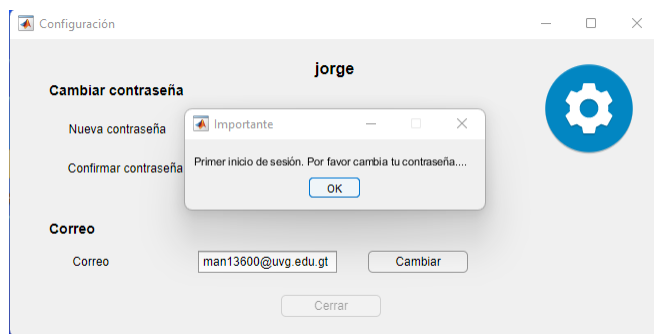 Configuración
jorge
Cambiar contraseña
Nueva contraseña
Confirmar contraseña
Importante
Primer inicio de sesión. Por favor cambia tu contraseña....
OK
Correo
Correo
man13600@uvg.edu.gt
Cambiar
Cerrar